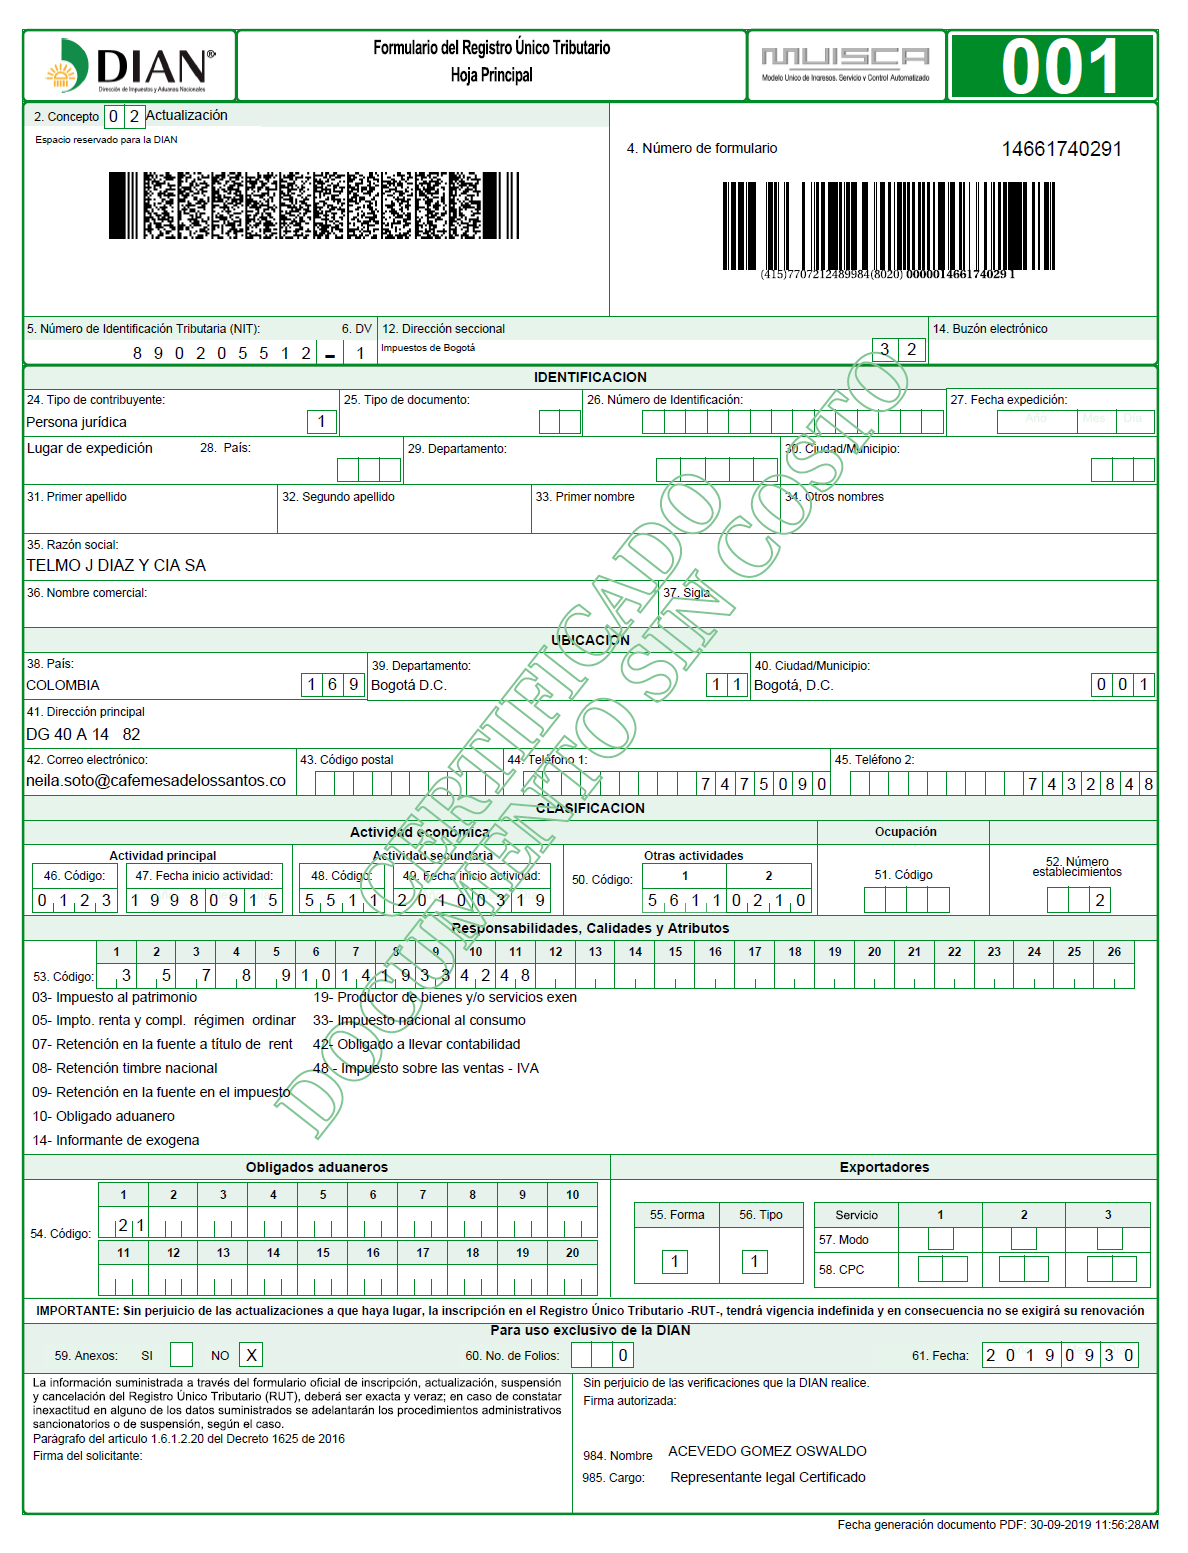 DIAN®
Dirección de Impuestos y Aduanas Nacionales
Formulario del Registro Único Tributario
Hoja Principal
MUISCA
Modelo Unico de Ingresos, Servicio y Control Automatizado
001
2. Concepto 0 2 Actualización
Espacio reservado para la DIAN
4. Número de formulario 14661740291
(415)7707212489984(8020) 000001466174029 1
5. Número de Identificación Tributaria (NIT): 6. DV 12. Dirección seccional 14. Buzón electrónico
8 9 0 2 0 5 5 1 2 - 1 Impuestos de Bogotá 3 2
IDENTIFICACION
24. Tipo de contribuyente: 25. Tipo de documento: 26. Número de Identificación: 27. Fecha expedición:
Persona jurídica 1 Año Mes Día
Lugar de expedición 28. País: 29. Departamento: 30. Ciudad/Municipio:
31. Primer apellido 32. Segundo apellido 33. Primer nombre 34. Otros nombres
35. Razón social:
TELMO J DIAZ Y CIA SA
36. Nombre comercial: 37. Sigla
UBICACION
38. País: 39. Departamento: 40. Ciudad/Municipio:
COLOMBIA 1 6 9 Bogotá D.C. 1 1 Bogotá, D.C. 0 0 1
41. Dirección principal
DG 40 A 14 82
42. Correo electrónico: 43. Código postal 44. Teléfono 1: 45. Teléfono 2:
neila.soto@cafemesadelossantos.co 7 4 7 5 0 9 0 7 4 3 2 8 4 8
CLASIFICACION
Actividad económica Ocupación
Actividad principal Actividad secundaria Otras actividades 52. Número establecimientos
46. Código: 47. Fecha inicio actividad: 48. Código: 49. Fecha inicio actividad: 50. Código: 1 2 51. Código
0 1 2 3 1 9 9 8 0 9 1 5 5 5 1 1 2 0 1 0 0 3 1 9 5 6 1 1 0 2 1 0 2
Responsabilidades, Calidades y Atributos
1 2 3 4 5 6 7 8 9 10 11 12 13 14 15 16 17 18 19 20 21 22 23 24 25 26
53. Código: 3 5 7 8 9 1 0 1 4 1 9 3 3 4 2 4 8
03- Impuesto al patrimonio 19- Productor de bienes y/o servicios exen
05- Impto. renta y compl. régimen ordinar 33- Impuesto nacional al consumo
07- Retención en la fuente a título de rent 42- Obligado a llevar contabilidad
08- Retención timbre nacional 48 - Impuesto sobre las ventas - IVA
09- Retención en la fuente en el impuesto
10- Obligado aduanero
14- Informante de exogena
CERTIFICADO
DOCUMENTO SIN COSTO
Obligados aduaneros Exportadores
1 2 3 4 5 6 7 8 9 10
54. Código: 2 1
11 12 13 14 15 16 17 18 19 20
55. Forma 56. Tipo Servicio 1 2 3
1 1 57. Modo
58. CPC
IMPORTANTE: Sin perjuicio de las actualizaciones a que haya lugar, la inscripción en el Registro Único Tributario -RUT-, tendrá vigencia indefinida y en consecuencia no se exigirá su renovación
Para uso exclusivo de la DIAN
59. Anexos: SI NO X 60. No. de Folios: 0 61. Fecha: 2 0 1 9 0 9 3 0
La información suministrada a través del formulario oficial de inscripción, actualización, suspensión
y cancelación del Registro Único Tributario (RUT), deberá ser exacta y veraz; en caso de constatar
inexactitud en alguno de los datos suministrados se adelantarán los procedimientos administrativos
sancionatorios o de suspensión, según el caso.
Parágrafo del articulo 1.6.1.2.20 del Decreto 1625 de 2016
Firma del solicitante:
Sin perjuicio de las verificaciones que la DIAN realice.
Firma autorizada:
984. Nombre ACEVEDO GOMEZ OSWALDO
985. Cargo: Representante legal Certificado
Fecha generación documento PDF: 30-09-2019 11:56:28AM